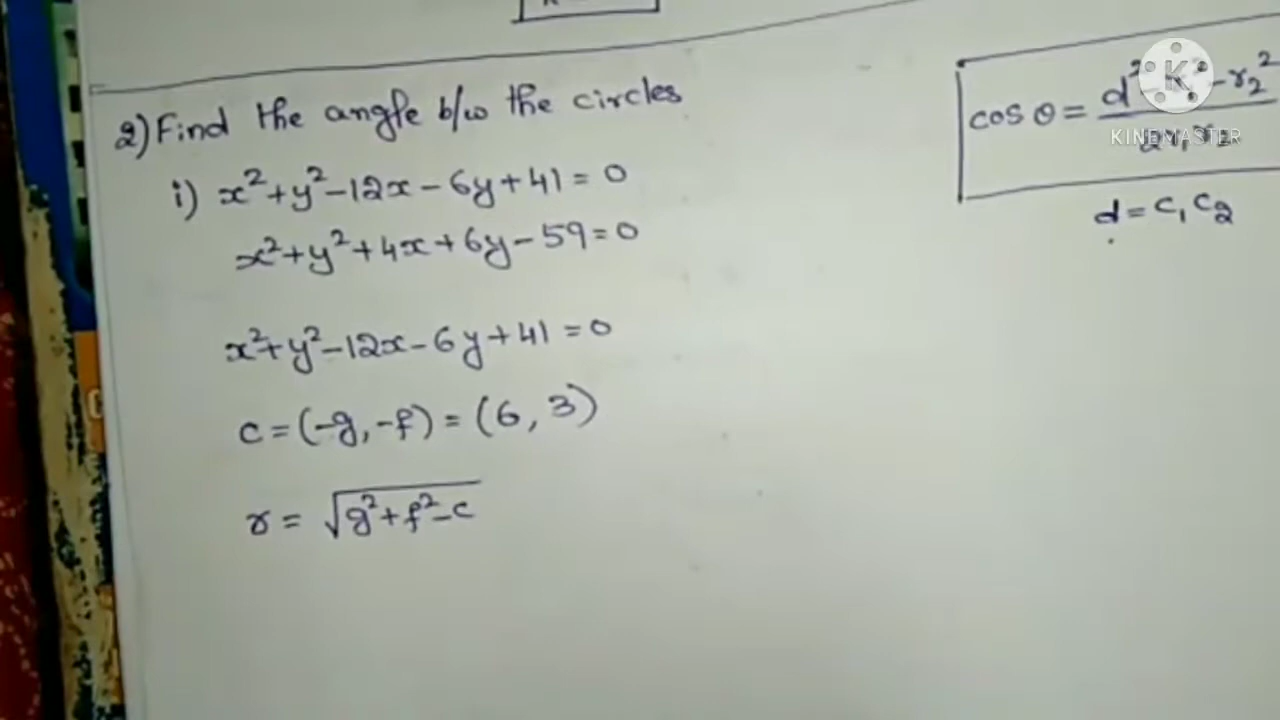 2) Find the angle b/w the circles
i) x²+y²-12x-6y+41=0
x²+y²+4x+6y-59=0
x²+y²-12x-6y+41=0
c=(-g,-f)=(6,3)
r=√g²+f²-c
cos θ = d² - r₂² / 2r₁r₂
d=c₁c₂
K
KINEMASTER